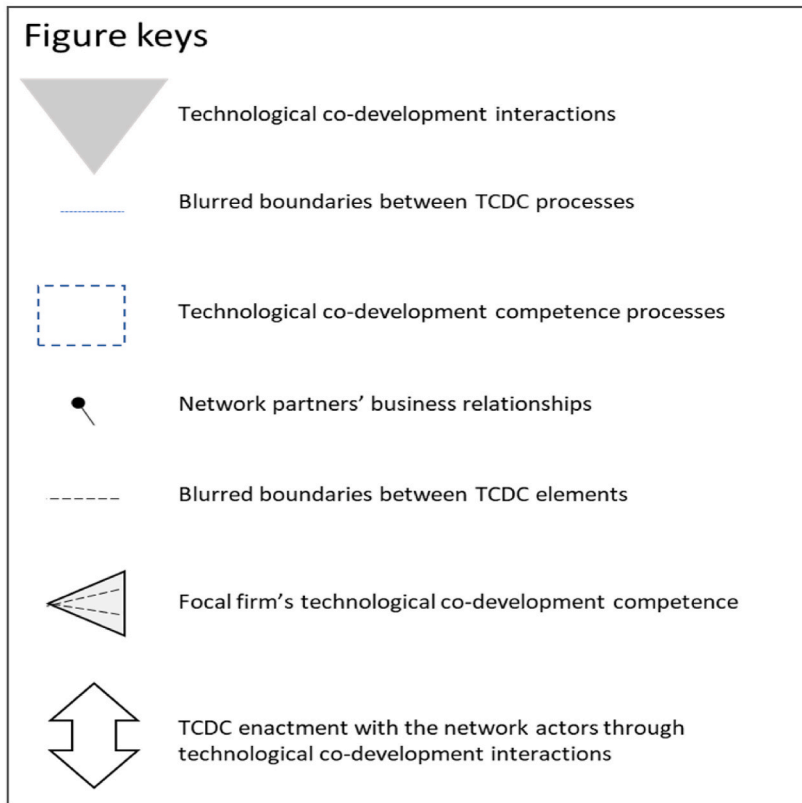 Figure keys
Technological co-development interactions
Blurred boundaries between TCDC processes
Technological co-development competence processes
Network partners’ business relationships
Blurred boundaries between TCDC elements
Focal firm’s technological co-development competence
TCDC enactment with the network actors through
technological co-development interactions